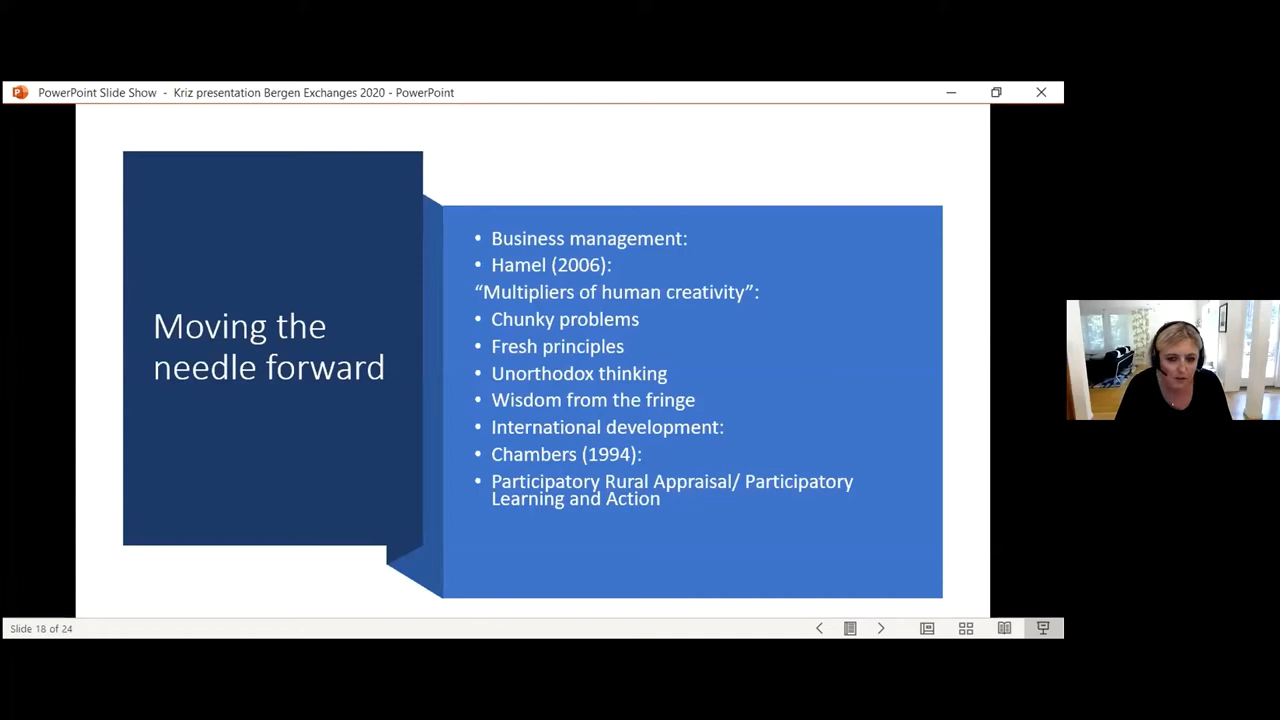 PowerPoint Slide Show - Kriz presentation Bergen Exchanges 2020 - PowerPoint
Moving the
needle forward
• Business management:
• Hamel (2006):
“Multipliers of human creativity”:
• Chunky problems
• Fresh principles
• Unorthodox thinking
• Wisdom from the fringe
• International development:
• Chambers (1994):
• Participatory Rural Appraisal/ Participatory
Learning and Action
Slide 18 of 24